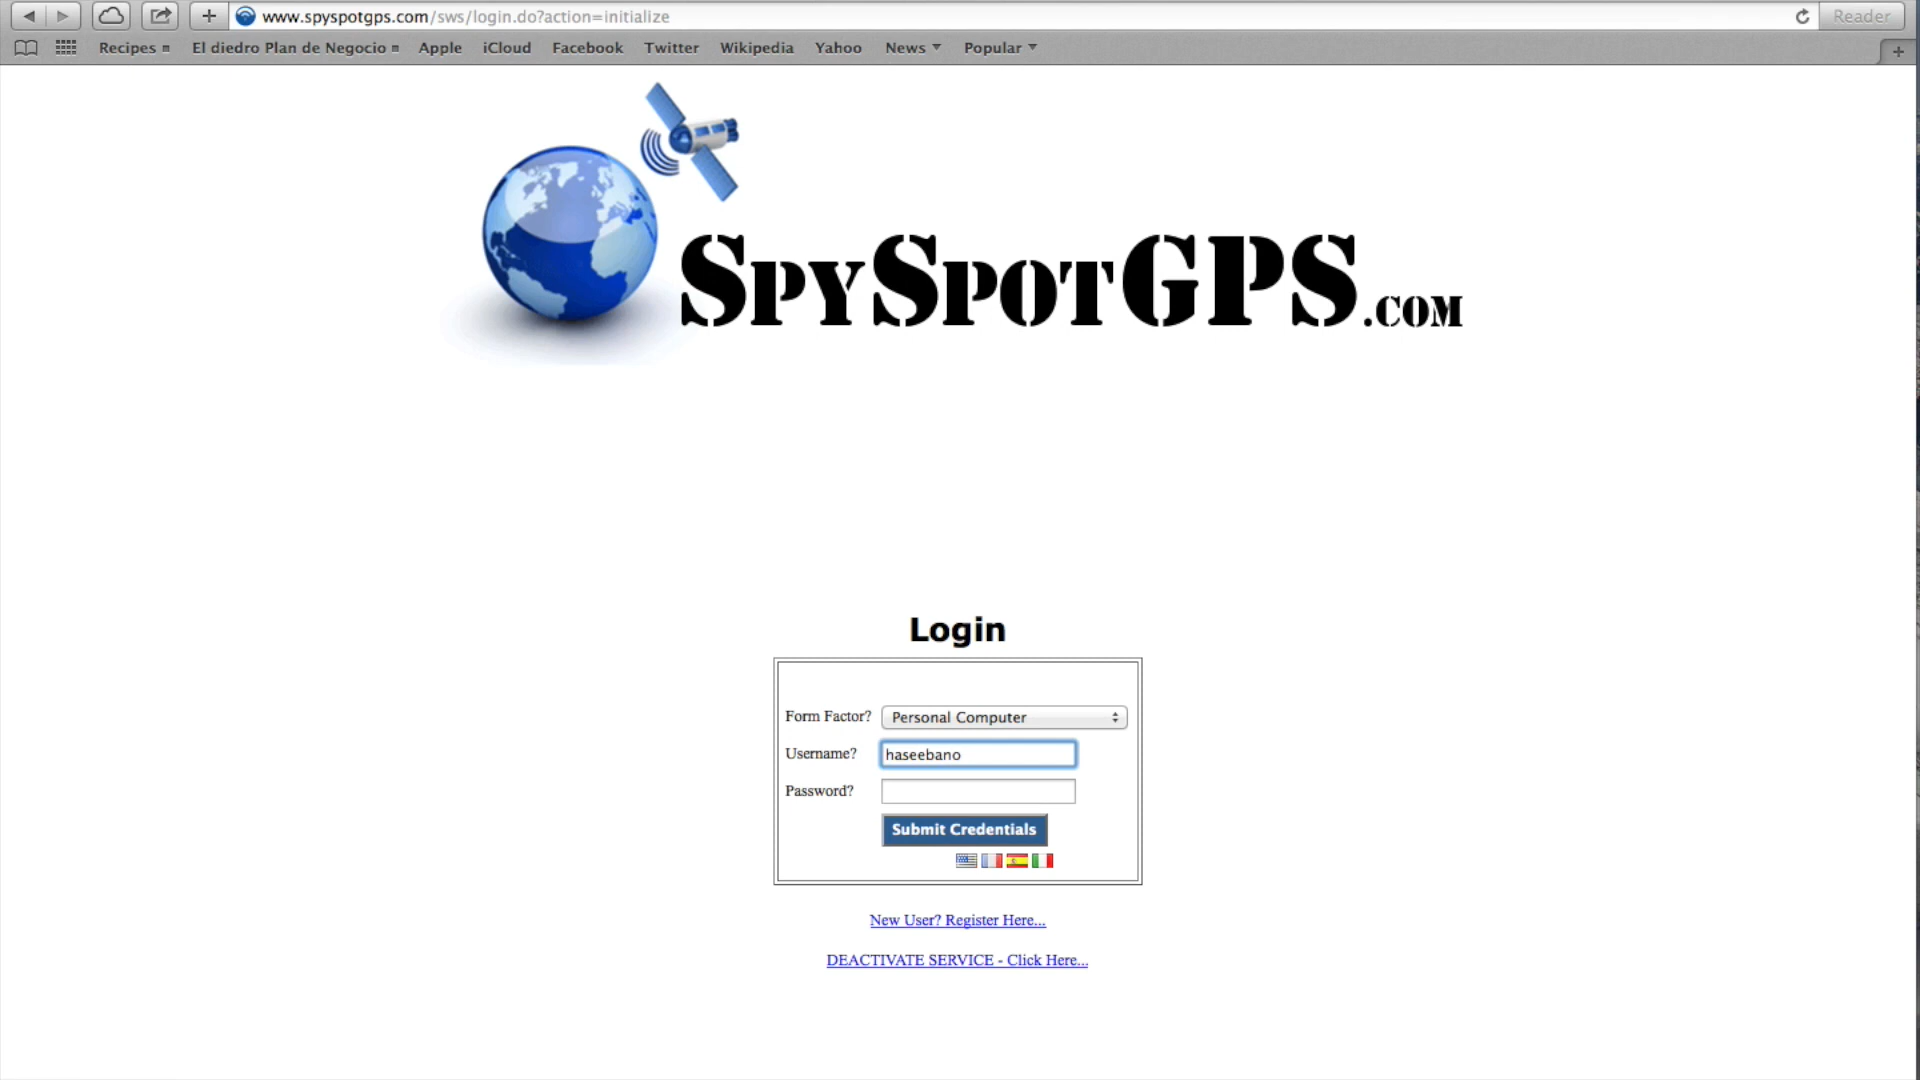 www.spyspotgps.com/sws/login.do?action=initialize
Reader
Recipes El diedro Plan de Negocio Apple iCloud Facebook Twitter Wikipedia Yahoo News Popular
SpySpotGPS.com
Login
Form Factor? Personal Computer
Username? haseebano
Password?
Submit Credentials
New User? Register Here...
DEACTIVATE SERVICE - Click Here...